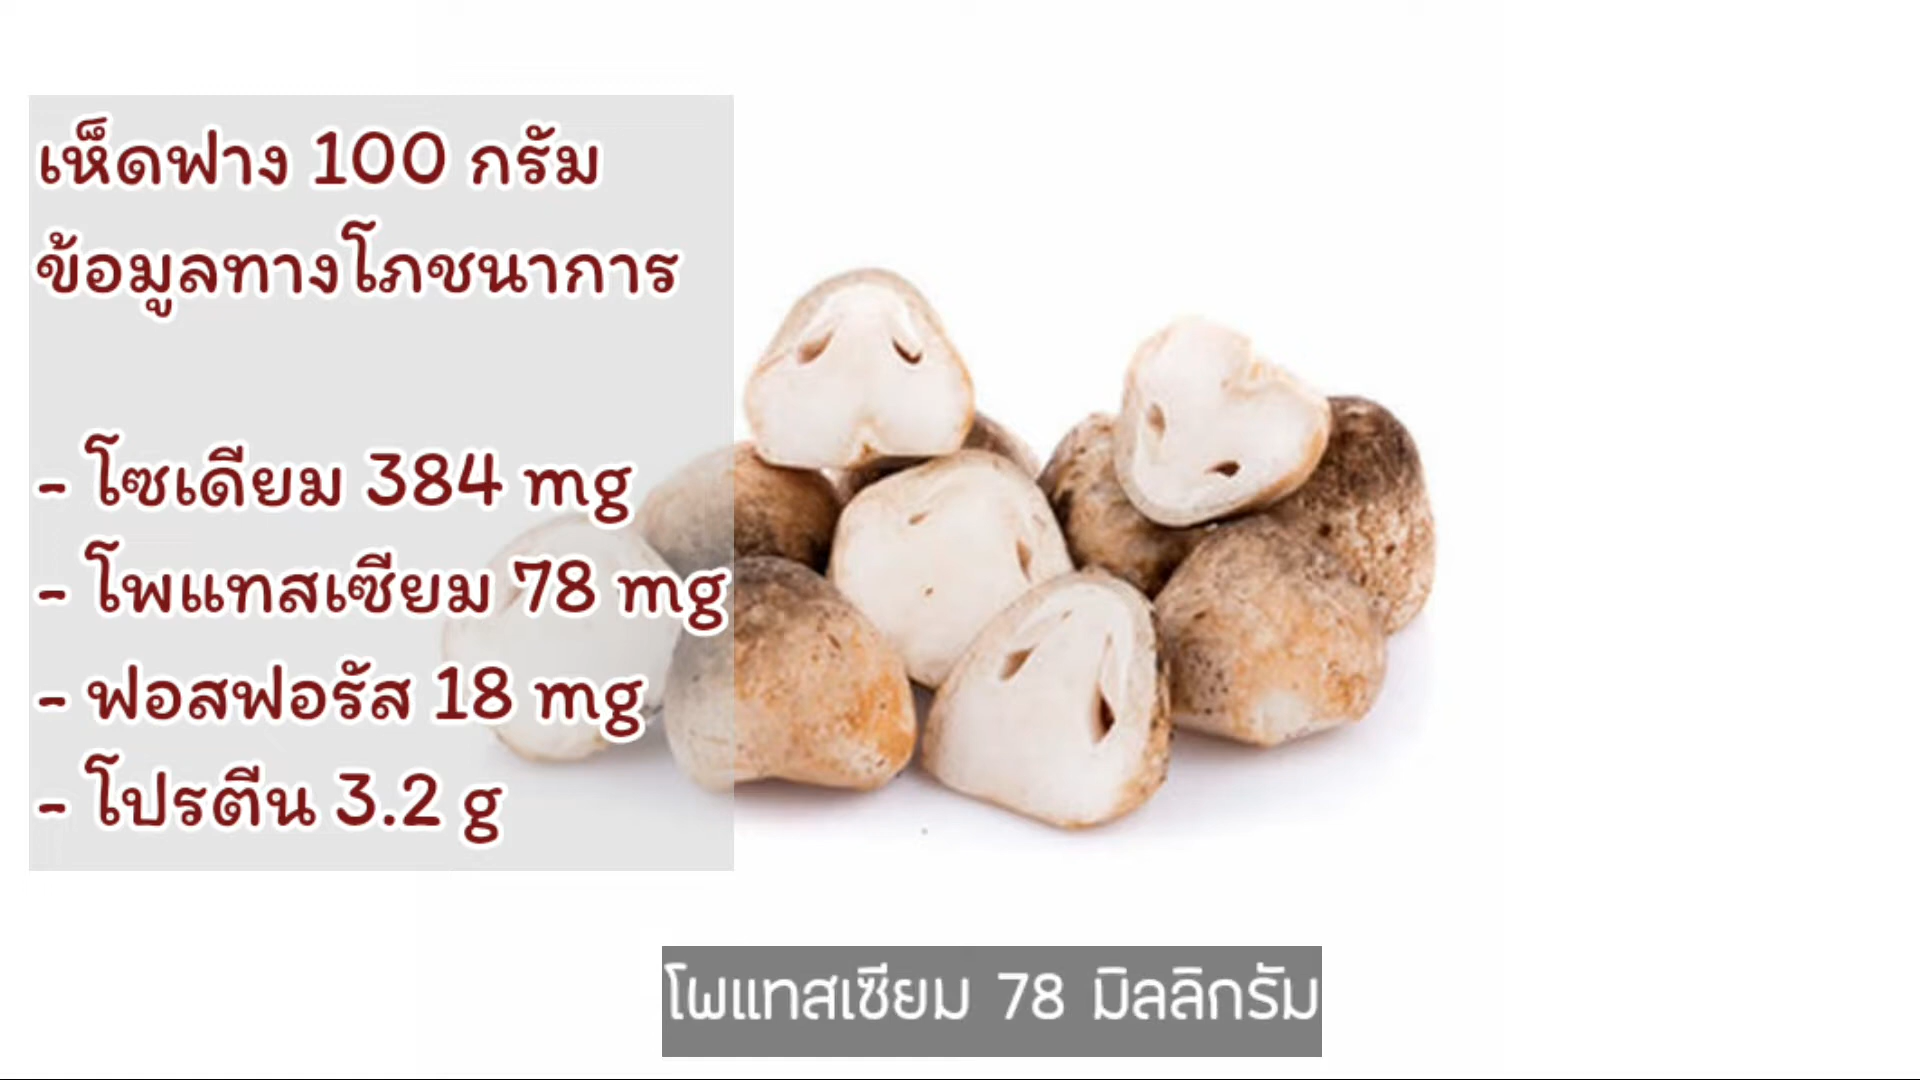 เห็ดฟาง 100 กรัม
ข้อมูลทางโภชนาการ
- โซเดียม 384 mg
- โพแทสเซียม 78 mg
- ฟอสฟอรัส 18 mg
- โปรตีน 3.2 g
โพแทสเซียม 78 มิลลิกรัม